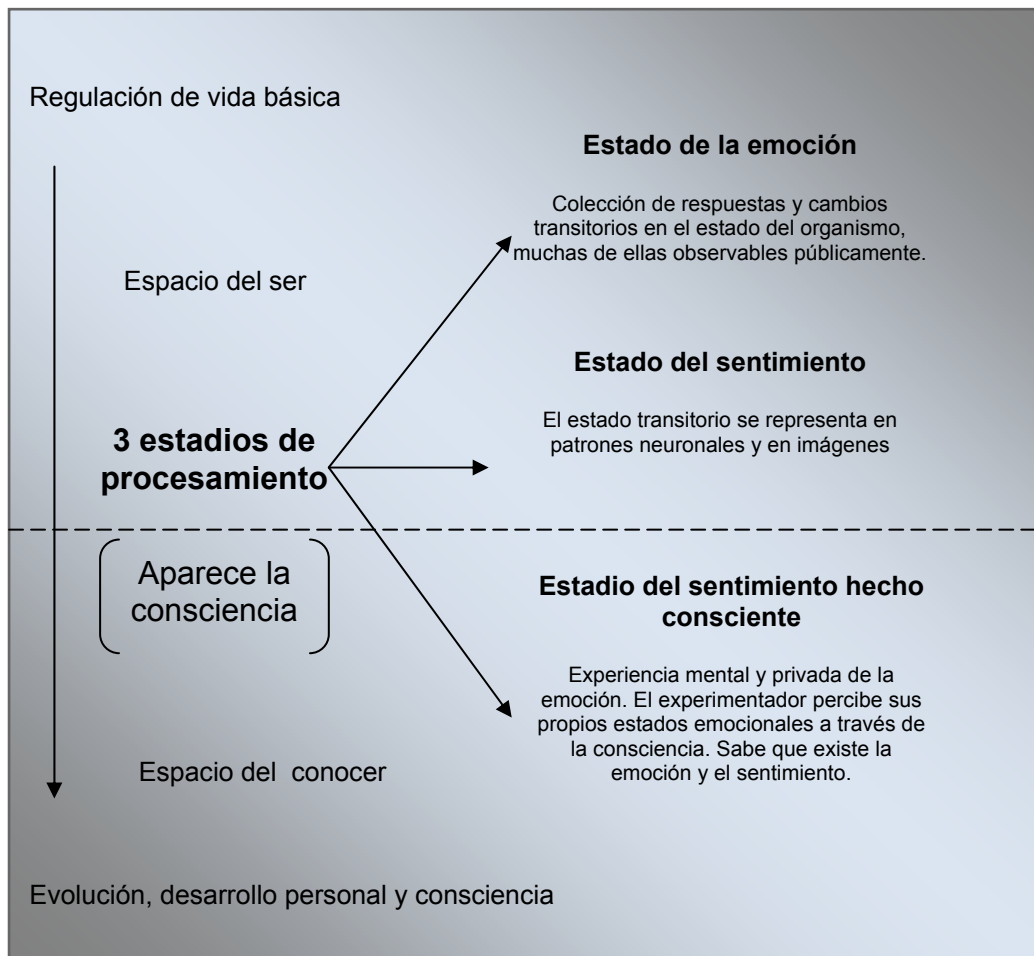 Regulación de vida básica
Estado de la emoción
Colección de respuestas y cambios
transitorios en el estado del organismo,
muchas de ellas observables públicamente.
Espacio del ser
Estado del sentimiento
El estado transitorio se representa en
patrones neuronales y en imágenes
3 estadios de
procesamiento
Aparece la
consciencia
Estadio del sentimiento hecho
consciente
Experiencia mental y privada de la
emoción. El experimentador percibe sus
propios estados emocionales a través de
la consciencia. Sabe que existe la
emoción y el sentimiento.
Espacio del  conocer
Evolución, desarrollo personal y consciencia